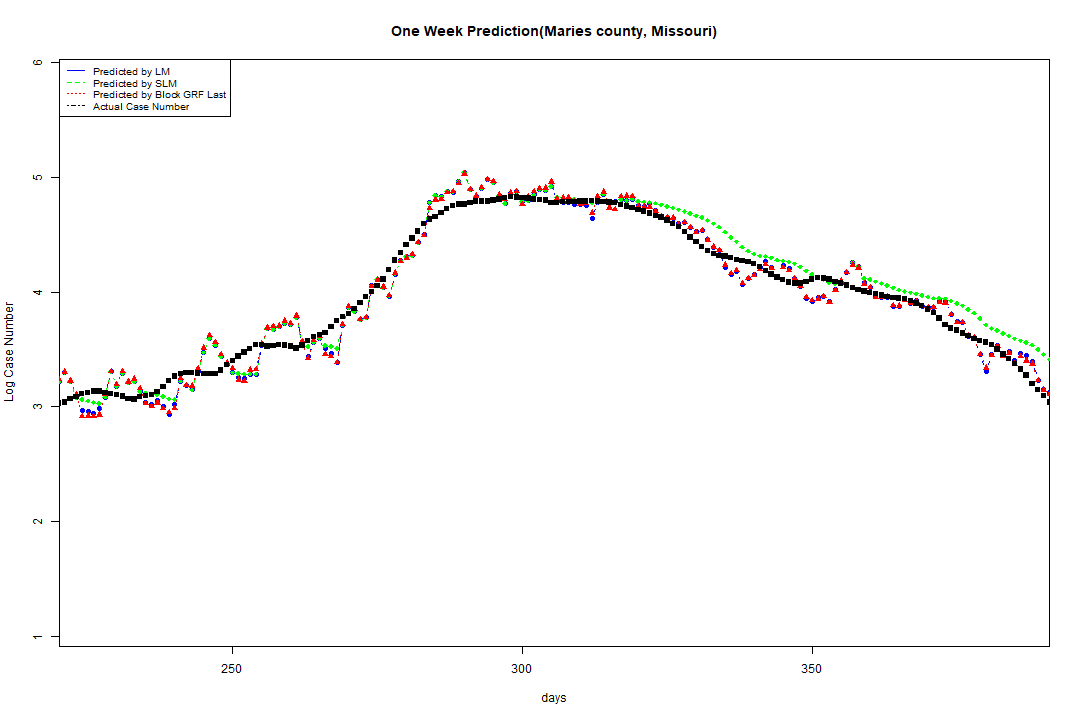 One Week Prediction(Maries county, Missouri)
Predicted by LM
Predicted by SLM
Predicted by Block GRF Last
Actual Case Number
6
5
4
3
2
1
Log Case Number
250
300
350
days